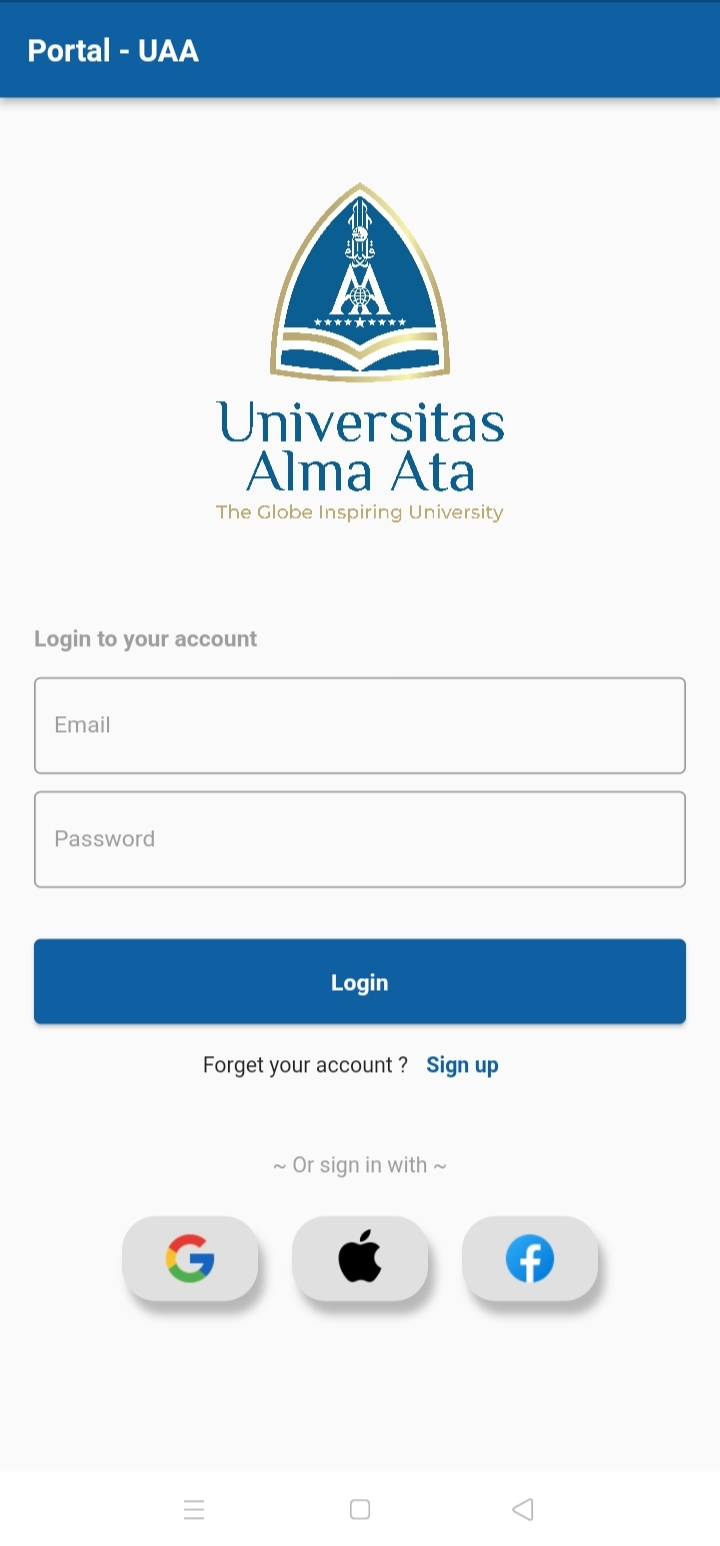 Portal - UAA
Universitas
Alma Ata
The Globe Inspiring University
Login to your account
Email
Password
Login
Forget your account ? Sign up
~ Or sign in with ~